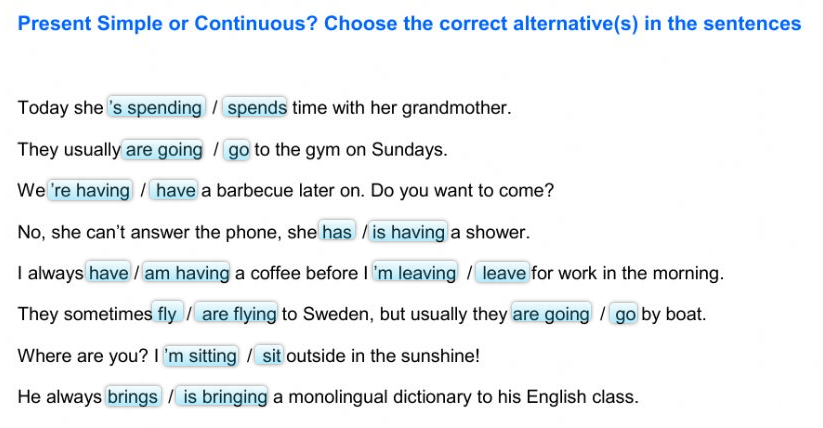 Present Simple or Continuous? Choose the correct alternative(s) in the sentences
Today she 's spending / spends time with her grandmother.
They usually are going / go to the gym on Sundays.
We 're having / have a barbecue later on. Do you want to come?
No, she can’t answer the phone, she has / is having a shower.
I always have / am having a coffee before I 'm leaving / leave for work in the morning.
They sometimes fly / are flying to Sweden, but usually they are going / go by boat.
Where are you? I 'm sitting / sit outside in the sunshine!
He always brings / is bringing a monolingual dictionary to his English class.